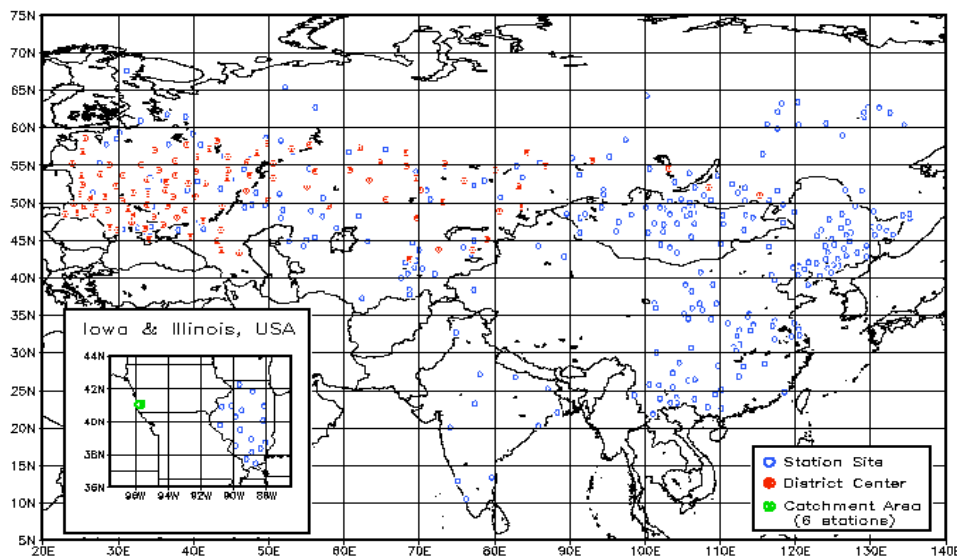 75N
70N
65N
60N
55N
50N
45N
40N
35N
30N
25N
20N
15N
10N
5N
20E 30E 40E 50E 60E 70E 80E 90E 100E 110E 120E 130E 140E
Iowa & Illinois, USA
44N
42N
40N
38N
36N
96W 94W 92W 90W 88W
Station Site
District Center
Catchment Area
(6 stations)